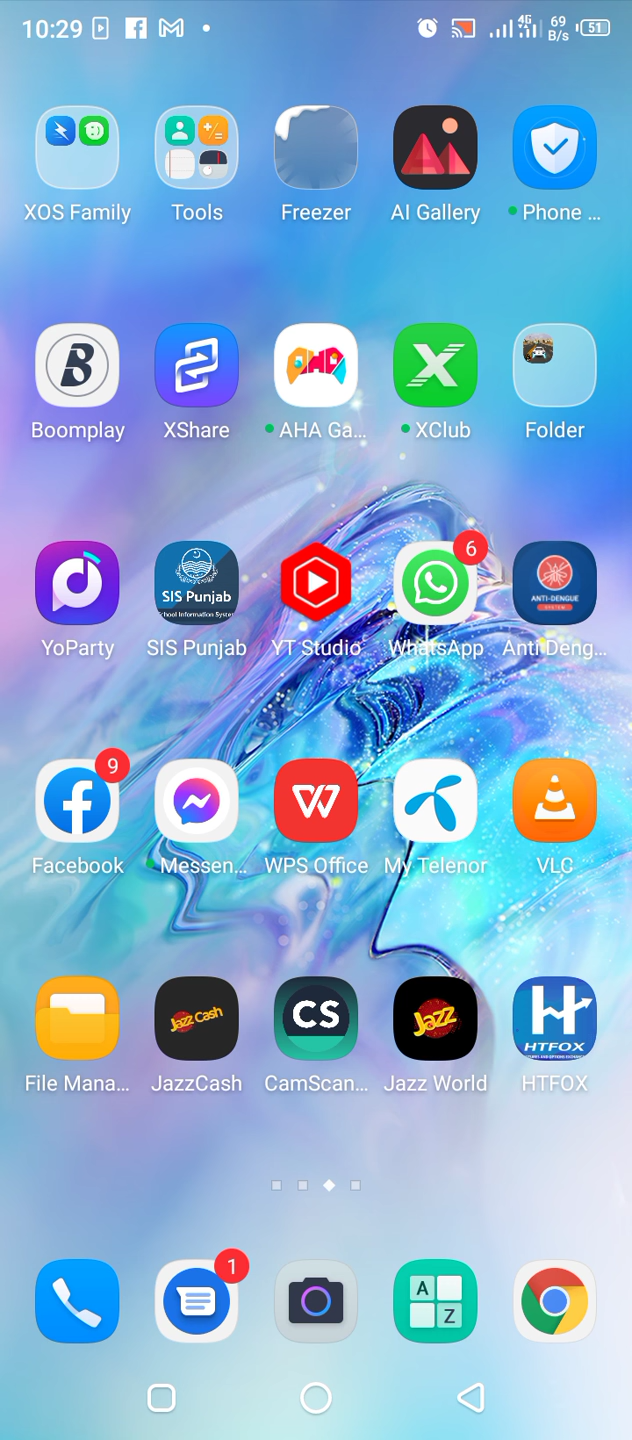 10:29
4G
69
B/s
51
XOS Family
Tools
Freezer
AI Gallery
Phone ...
Boomplay
XShare
AHA Ga...
XClub
Folder
SIS Punjab
School Information System
6
ANTI-DENGUE
SYSTEM
YoParty
SIS Punjab
YT Studio
WhatsApp
Anti Deng...
9
Facebook
Messen...
WPS Office
My Telenor
VLC
Jazz Cash
CS
Jazz
H
HTFOX
File Mana...
JazzCash
CamScan...
Jazz World
HTFOX
1
A
Z